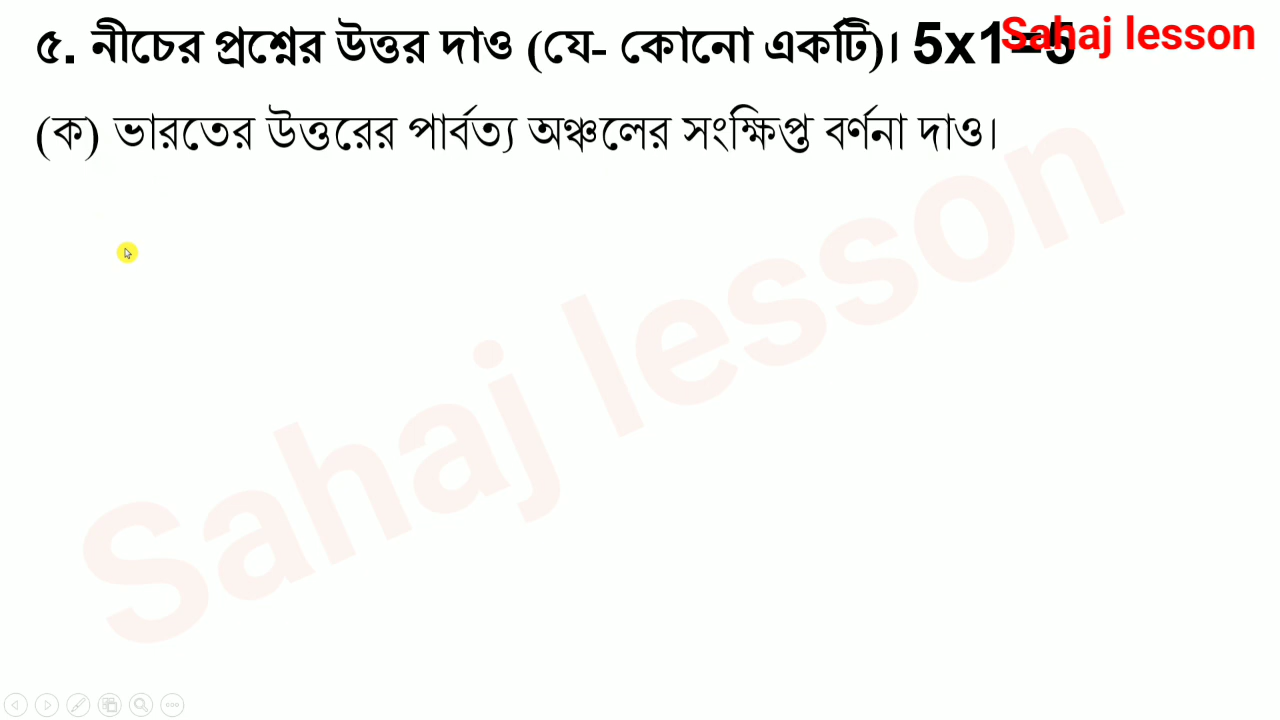 ৫. নীচের প্রশ্নের উত্তর দাও (যে- কোনো একটি)। 5x1=5 Sahaj lesson
(ক) ভারতের উত্তরের পার্বত্য অঞ্চলের সংক্ষিপ্ত বর্ণনা দাও।
Sahaj lesson